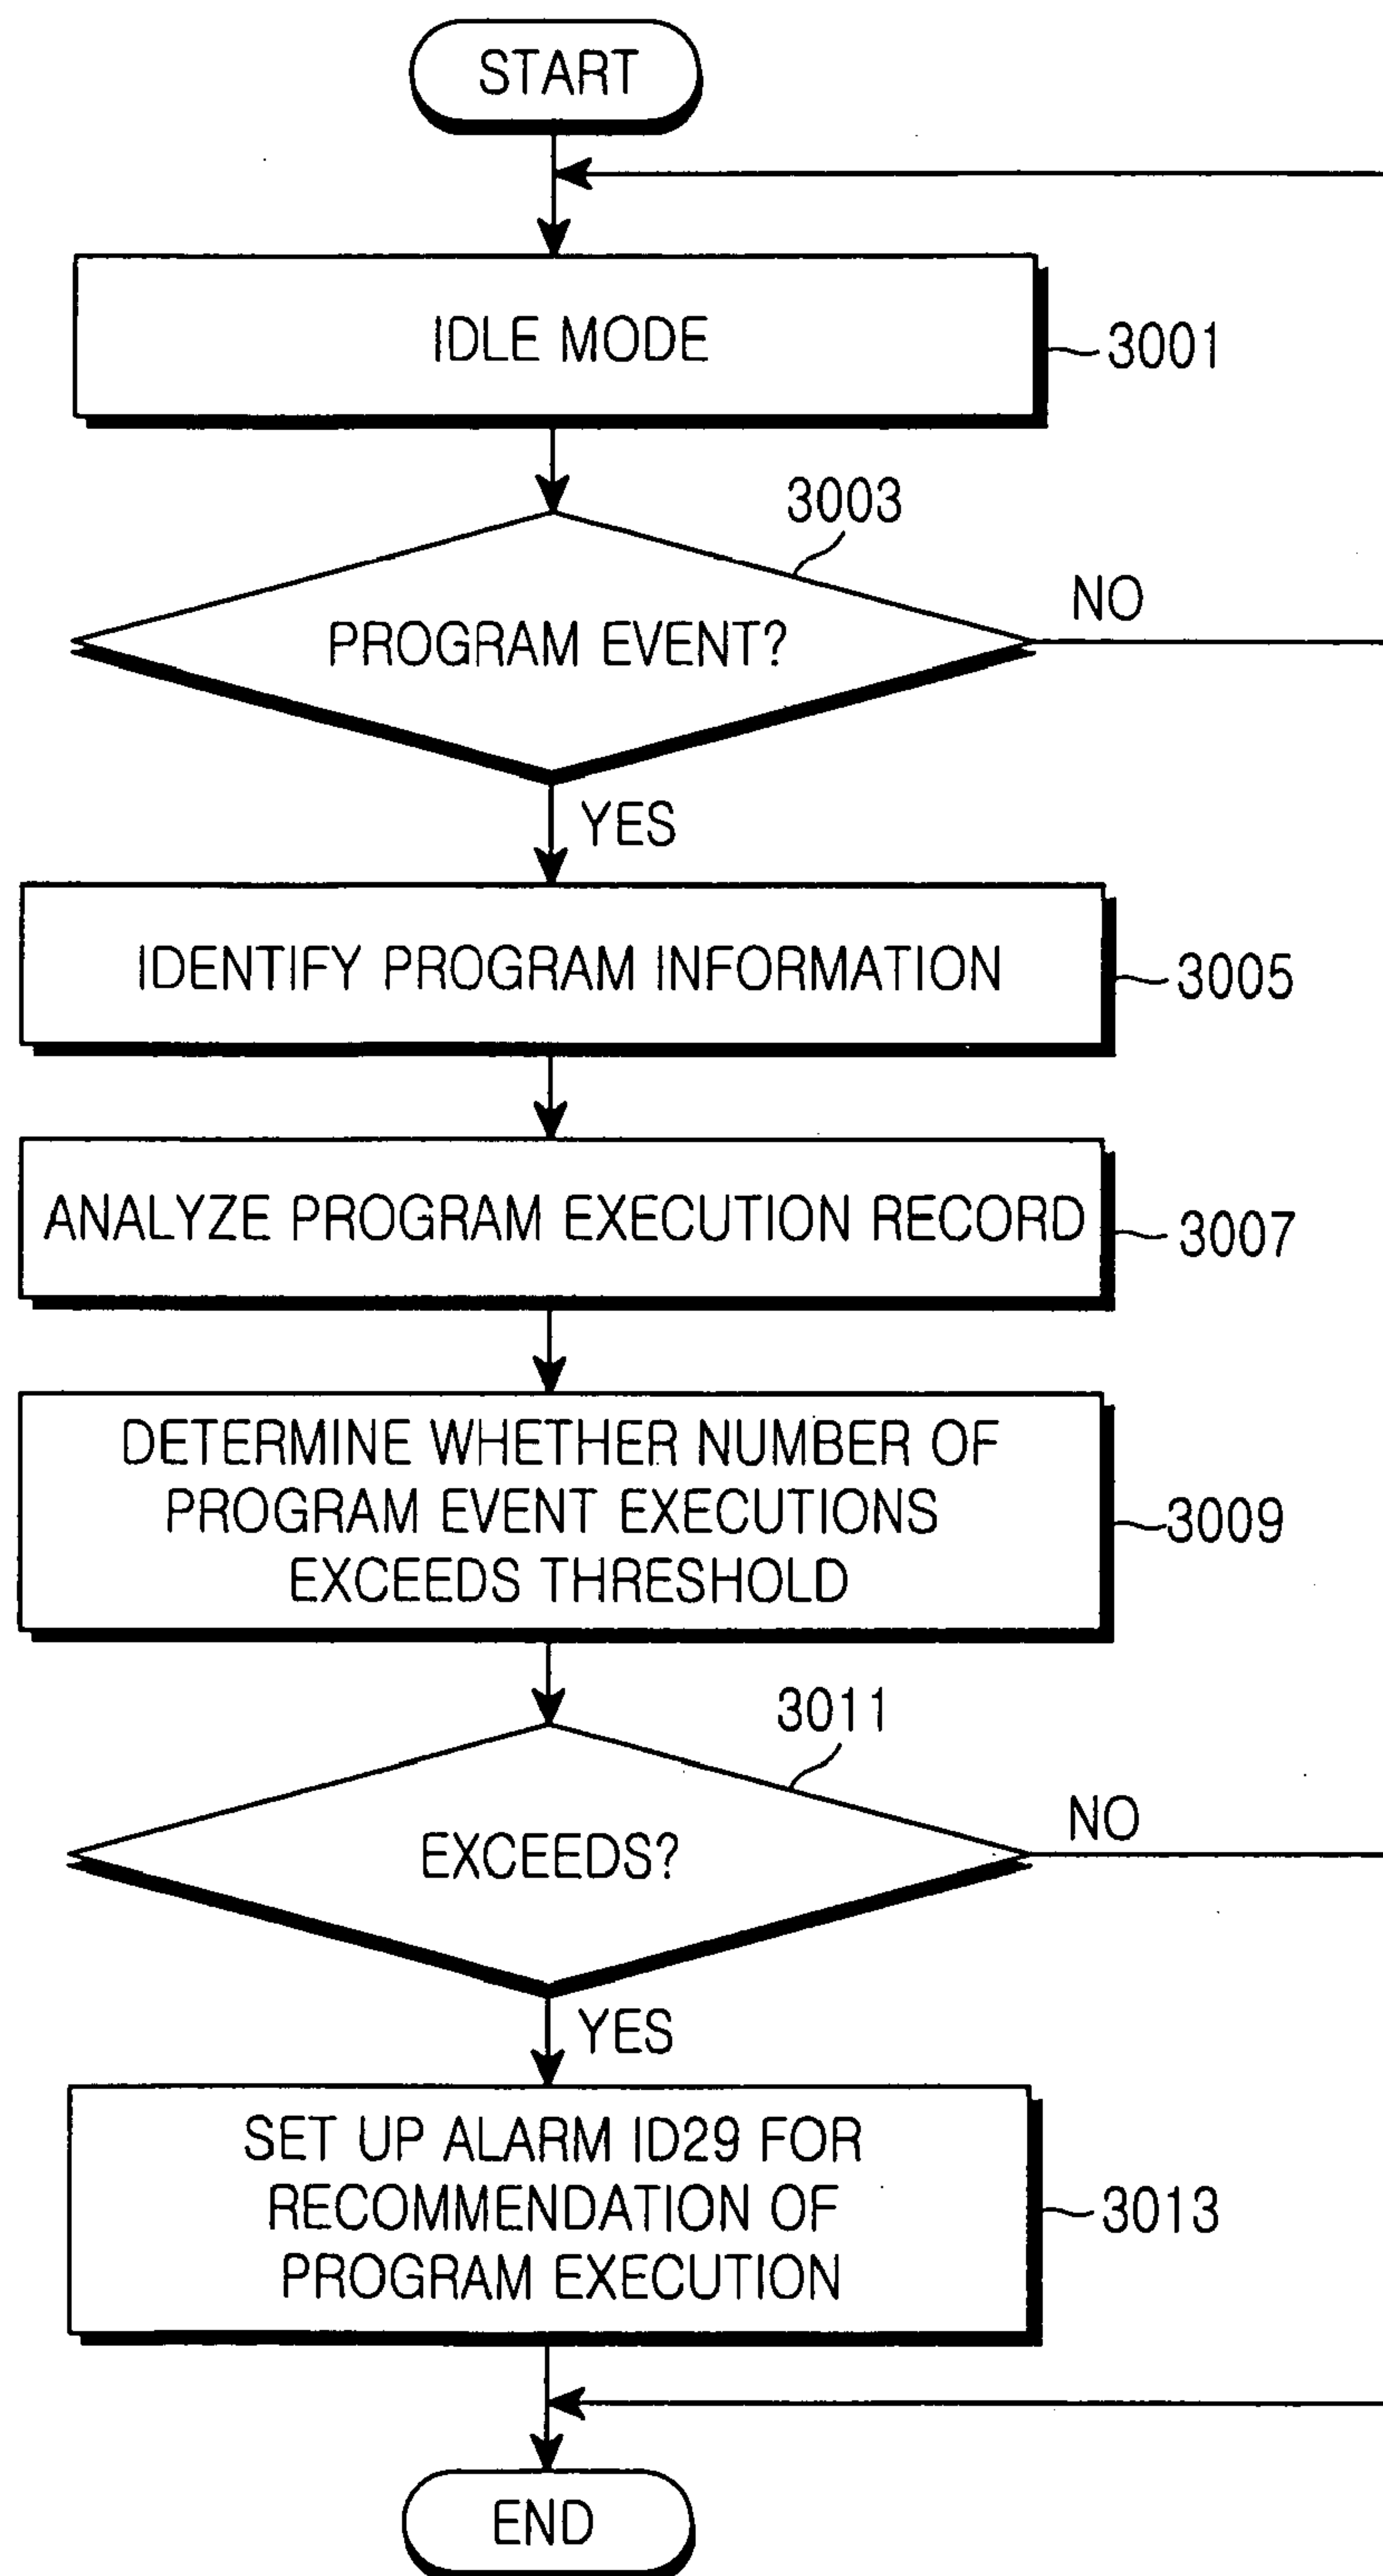 START
IDLE MODE
3001
3003
PROGRAM EVENT?
NO
YES
IDENTIFY PROGRAM INFORMATION
3005
ANALYZE PROGRAM EXECUTION RECORD
3007
DETERMINE WHETHER NUMBER OF
PROGRAM EVENT EXECUTIONS
EXCEEDS THRESHOLD
3009
3011
EXCEEDS?
NO
YES
SET UP ALARM ID29 FOR
RECOMMENDATION OF
PROGRAM EXECUTION
3013
END